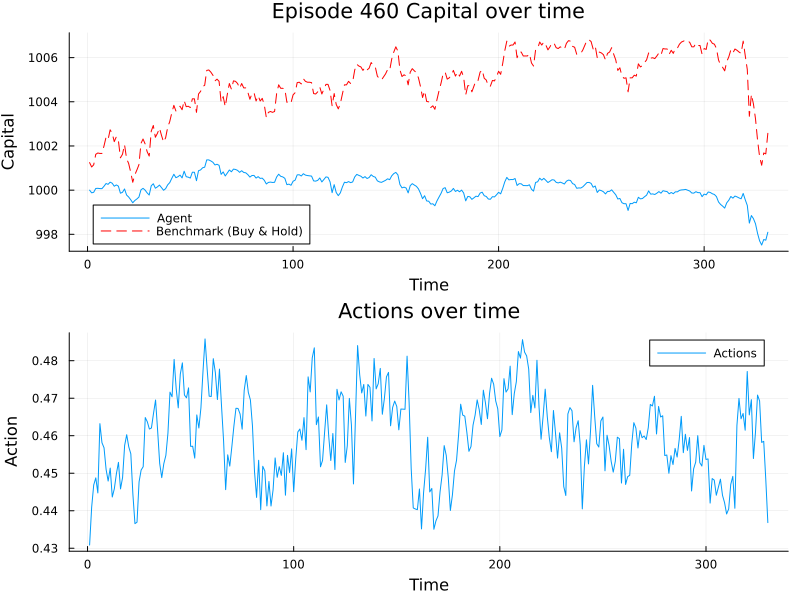 Episode 460 Capital over time
1006
1004
1002
1000
998
Capital
Agent
Benchmark (Buy & Hold)
0
100
200
300
Time
Actions over time
0.48
0.47
0.46
0.45
0.44
0.43
Action
Actions
0
100
200
300
Time